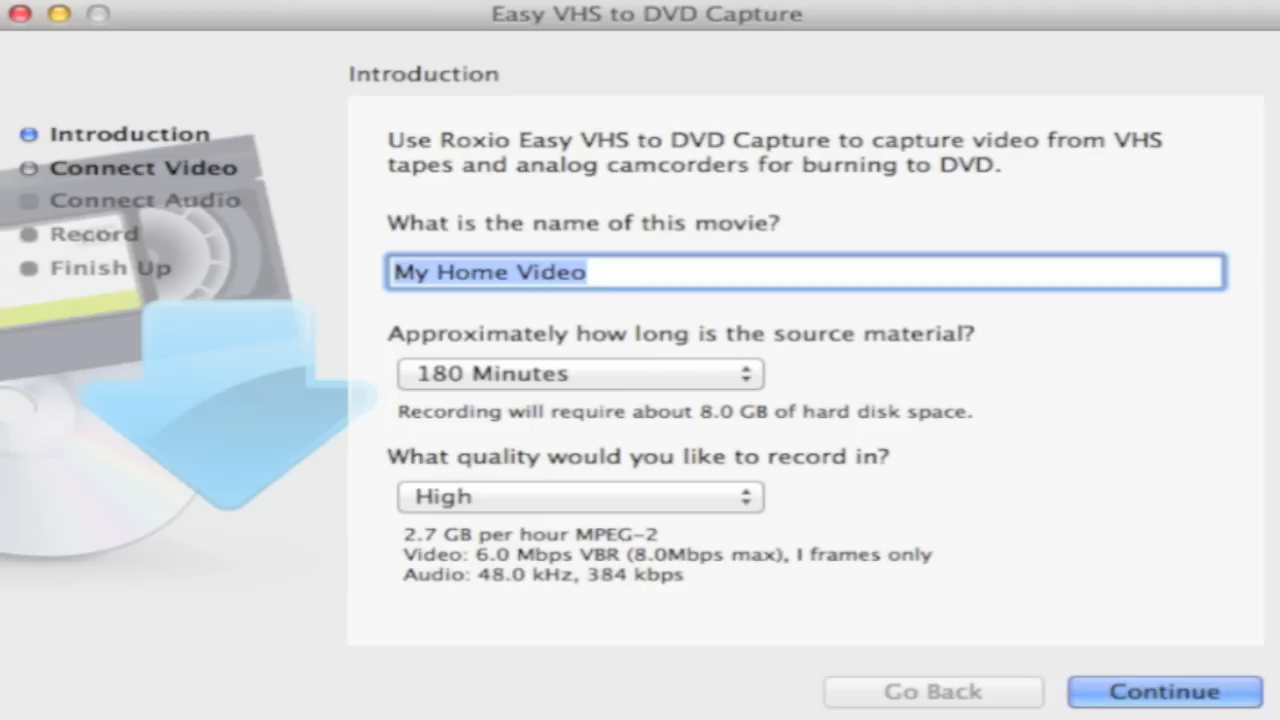 Easy VHS to DVD Capture
Introduction
Introduction
Connect Video
Connect Audio
Record
Finish Up
Use Roxio Easy VHS to DVD Capture to capture video from VHS
tapes and analog camcorders for burning to DVD.
What is the name of this movie?
My Home Video
Approximately how long is the source material?
180 Minutes
Recording will require about 8.0 GB of hard disk space.
What quality would you like to record in?
High
2.7 GB per hour MPEG-2
Video: 6.0 Mbps VBR (8.0Mbps max), I frames only
Audio: 48.0 kHz, 384 kbps
Go Back
Continue